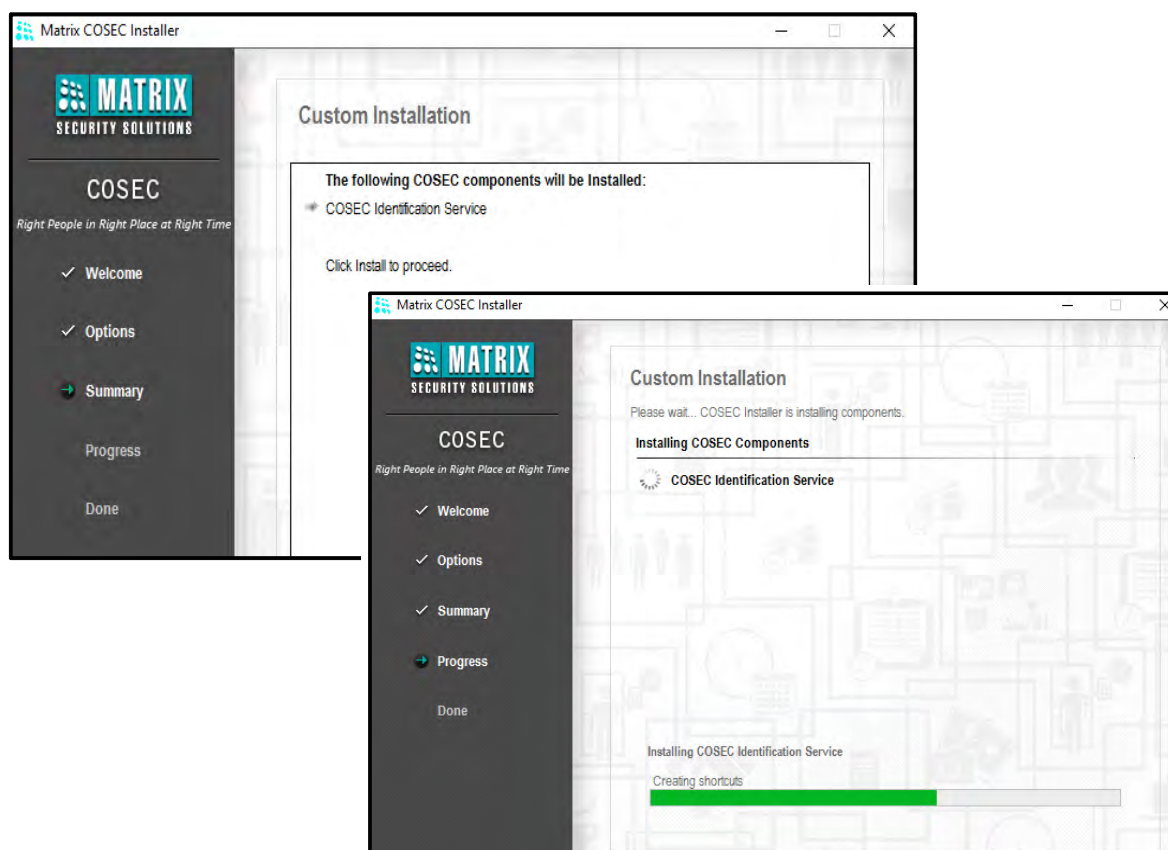 Matrix COSEC Installer
MATRIX
SECURITY SOLUTIONS
COSEC
Right People in Right Place at Right Time
Welcome
Options
Summary
Progress
Done
Custom Installation
The following COSEC components will be Installed:
COSEC Identification Service
Click Install to proceed.
Matrix COSEC Installer
MATRIX
SECURITY SOLUTIONS
COSEC
Right People in Right Place at Right Time
Welcome
Options
Summary
Progress
Done
Custom Installation
Please wait... COSEC Installer is installing components.
Installing COSEC Components
COSEC Identification Service
Installing COSEC Identification Service
Creating shortcuts